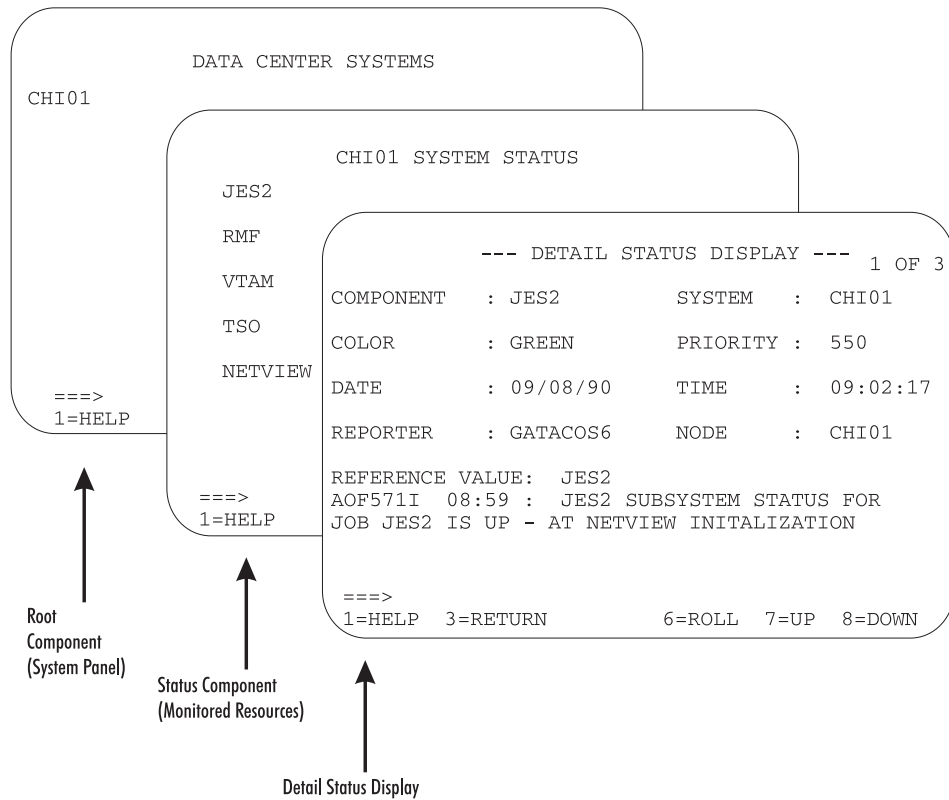 DATA CENTER SYSTEMS
CHI01
===>
1=HELP
CHI01 SYSTEM STATUS
JES2
RMF
VTAM
TSO
NETVIEW
===>
1=HELP
--- DETAIL STATUS DISPLAY ---
1 OF 3
COMPONENT : JES2 SYSTEM : CHI01
COLOR : GREEN PRIORITY : 550
DATE : 09/08/90 TIME : 09:02:17
REPORTER : GATACOS6 NODE : CHI01
REFERENCE VALUE: JES2
AOF571I 08:59 : JES2 SUBSYSTEM STATUS FOR
JOB JES2 IS UP - AT NETVIEW INITALIZATION
===>
1=HELP 3=RETURN 6=ROLL 7=UP 8=DOWN
Root
Component
(System Panel)
Status Component
(Monitored Resources)
Detail Status Display